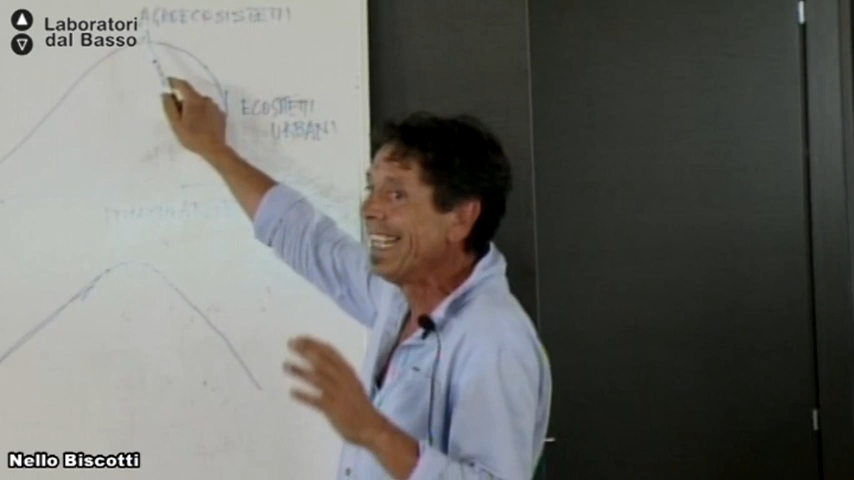 Laboratori
dal Basso
AGROECOSISTEMI
ECOSISTEMI
URBANI
Nello Biscotti